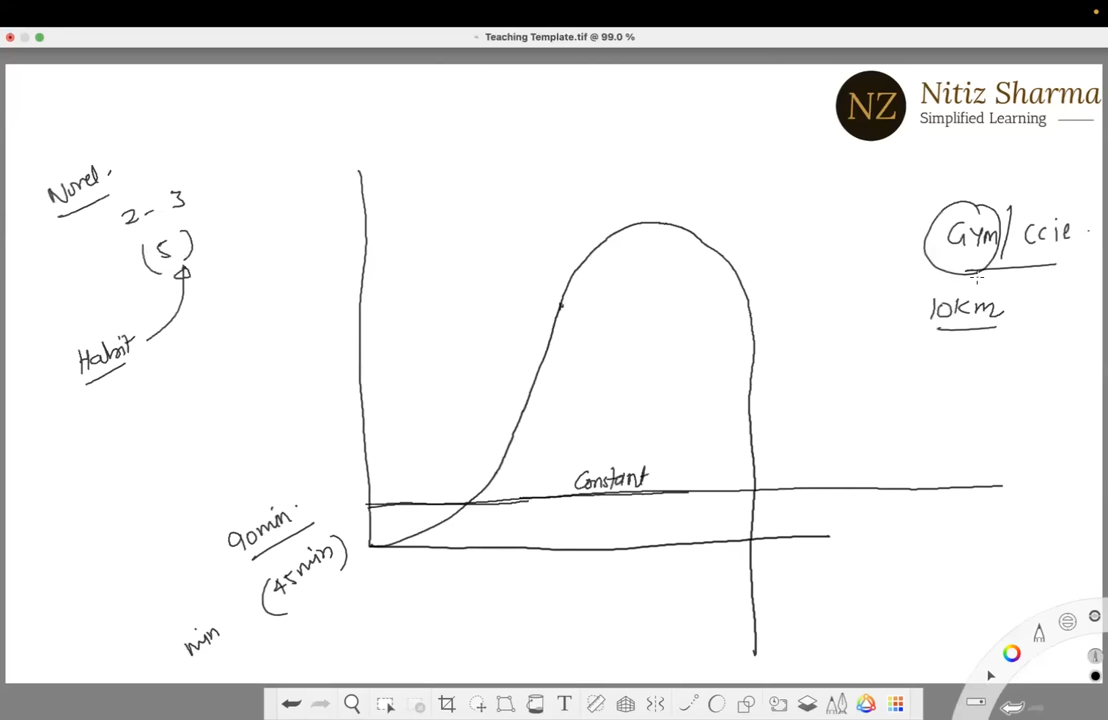 Teaching Template.tif @ 99.0 %
NZ
Nitiz Sharma
Simplified Learning
Novel.
2 - 3
(5)
Habit
Gym / ccie
10Km
Constant
90min.
(45min)
min
T